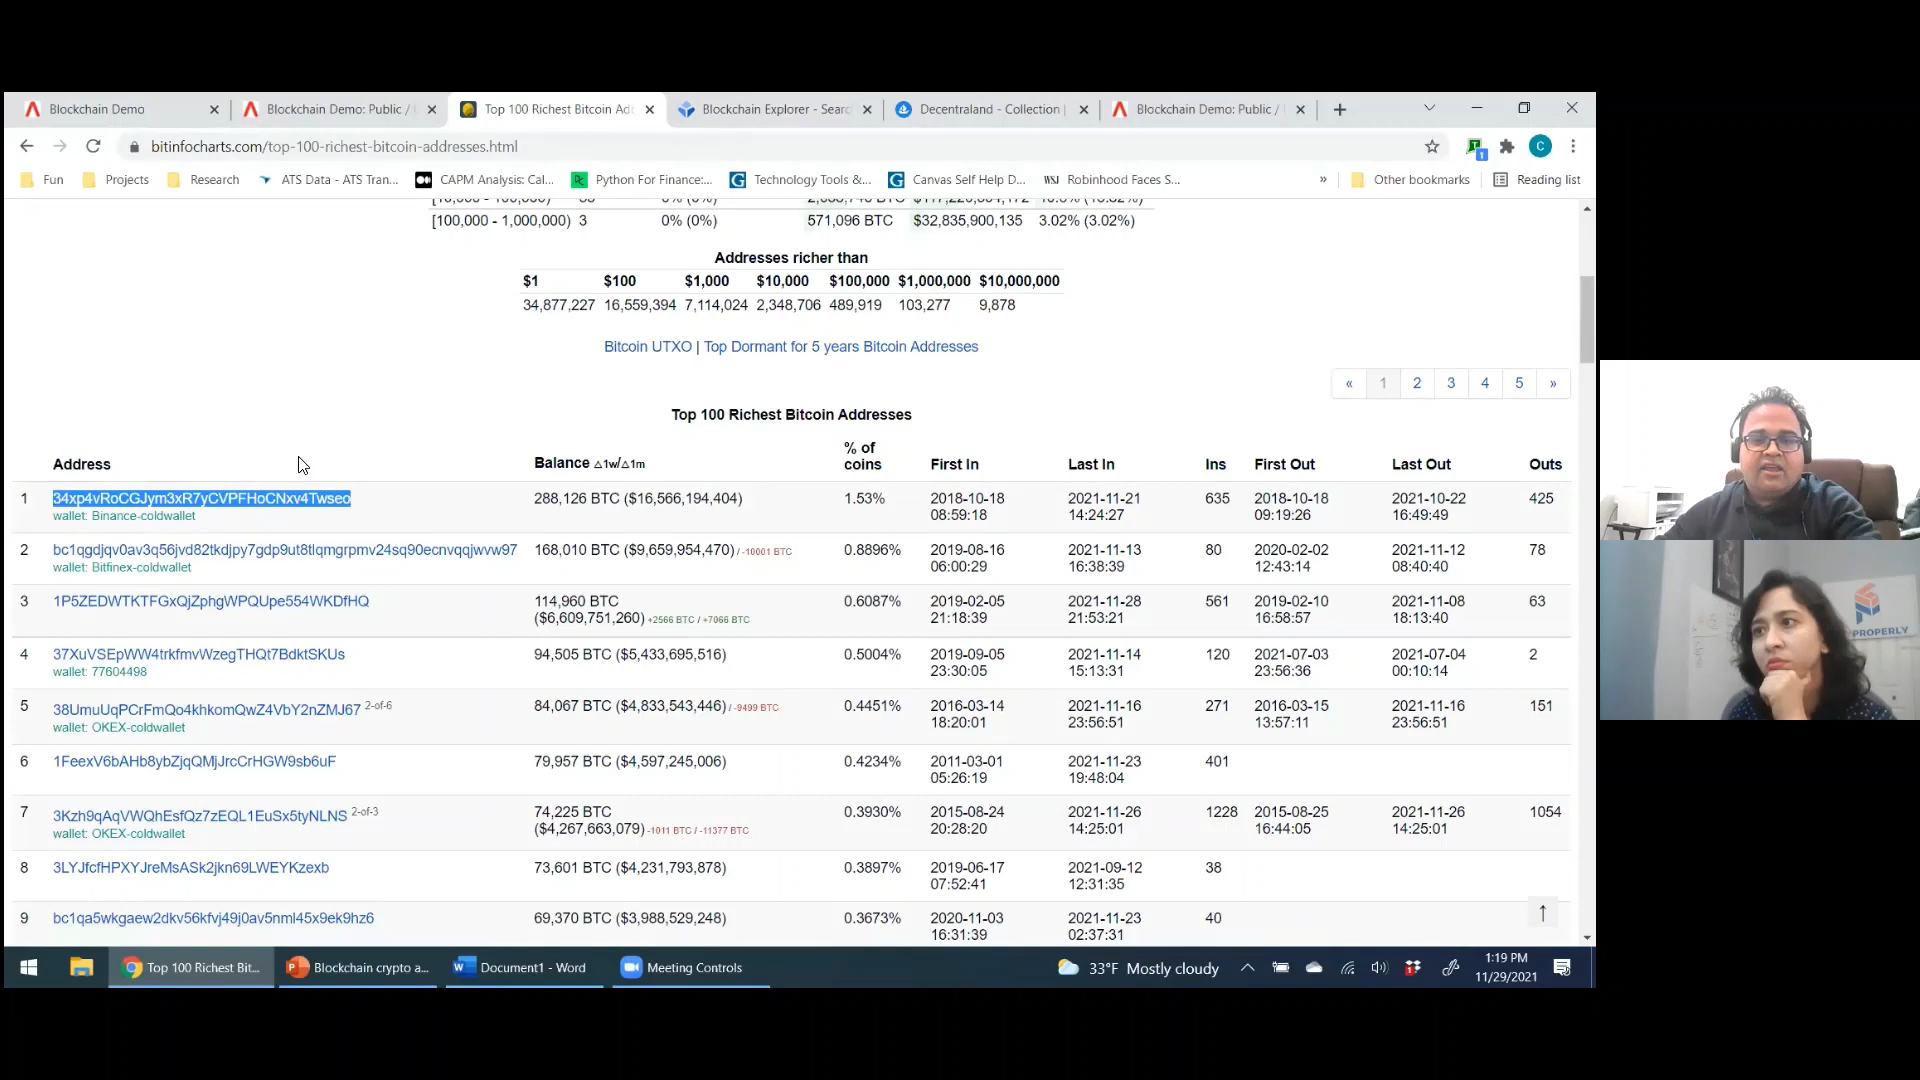 Blockchain Demo
Blockchain Demo: Public /
Top 100 Richest Bitcoin Add
Blockchain Explorer - Searc
Decentraland - Collection |
Blockchain Demo: Public /
bitinfocharts.com/top-100-richest-bitcoin-addresses.html
C
1
Fun
Projects
Research
ATS Data - ATS Tran...
CAPM Analysis: Cal...
Python For Finance:...
Technology Tools &...
Canvas Self Help D...
WSJ Robinhood Faces S...
»
Other bookmarks
Reading list
[100,000 - 1,000,000) 3 0% (0%) 571,096 BTC $32,835,900,135 3.02% (3.02%)
Addresses richer than
$1 $100 $1,000 $10,000 $100,000 $1,000,000 $10,000,000
34,877,227 16,559,394 7,114,024 2,348,706 489,919 103,277 9,878
Bitcoin UTXO | Top Dormant for 5 years Bitcoin Addresses
« 1 2 3 4 5 »
Top 100 Richest Bitcoin Addresses
Address Balance △1w/△1m % of coins First In Last In Ins First Out Last Out Outs
1 34xp4vRoCGJym3xR7yCVPFHoCNxv4Twseo 288,126 BTC ($16,566,194,404) 1.53% 2018-10-18 2021-11-21 635 2018-10-18 2021-10-22 425
wallet: Binance-coldwallet 08:59:18 14:24:27 09:19:26 16:49:49
2 bc1qgdjqv0av3q56jvd82tkdjpy7gdp9ut8tlqmgrpmv24sq90ecnvqqjwvw97 168,010 BTC ($9,659,954,470) / -10001 BTC 0.8896% 2019-08-16 2021-11-13 80 2020-02-02 2021-11-12 78
wallet: Bitfinex-coldwallet 06:00:29 16:38:39 12:43:14 08:40:40
3 1P5ZEDWTKTFGxQjZphgWPQUpe554WKDfHQ 114,960 BTC 0.6087% 2019-02-05 2021-11-28 561 2019-02-10 2021-11-08 63
($6,609,751,260) +2566 BTC / +7066 BTC 21:18:39 21:53:21 16:58:57 18:13:40
4 37XuVSEpWW4trkfmvWzegTHQt7BdktSKUs 94,505 BTC ($5,433,695,516) 0.5004% 2019-09-05 2021-11-14 120 2021-07-03 2021-07-04 2
wallet: 77604498 23:30:05 15:13:31 23:56:36 00:10:14
5 38UmuUqPCrFmQo4khkomQwZ4VbY2nZMJ67 2-of-6 84,067 BTC ($4,833,543,446) / -9499 BTC 0.4451% 2016-03-14 2021-11-16 271 2016-03-15 2021-11-16 151
wallet: OKEX-coldwallet 18:20:01 23:56:51 13:57:11 23:56:51
6 1FeexV6bAHb8ybZjqQMjJrcCrHGW9sb6uF 79,957 BTC ($4,597,245,006) 0.4234% 2011-03-01 2021-11-23 401
05:26:19 19:48:04
7 3Kzh9qAqVWQhEsfQz7zEQL1EuSx5tyNLNS 2-of-3 74,225 BTC 0.3930% 2015-08-24 2021-11-26 1228 2015-08-25 2021-11-26 1054
wallet: OKEX-coldwallet ($4,267,663,079) -1011 BTC / -11377 BTC 20:28:20 14:25:01 16:44:05 14:25:01
8 3LYJfcfHPXYJreMsASk2jkn69LWEYKzexb 73,601 BTC ($4,231,793,878) 0.3897% 2019-06-17 2021-09-12 38
07:52:41 12:31:35
9 bc1qa5wkgaew2dkv56kfvj49j0av5nml45x9ek9hz6 69,370 BTC ($3,988,529,248) 0.3673% 2020-11-03 2021-11-23 40
16:31:39 02:37:31
PROPERLY
Top 100 Richest Bit...
Blockchain crypto a...
Document1 - Word
Meeting Controls
33°F Mostly cloudy
1:19 PM
11/29/2021